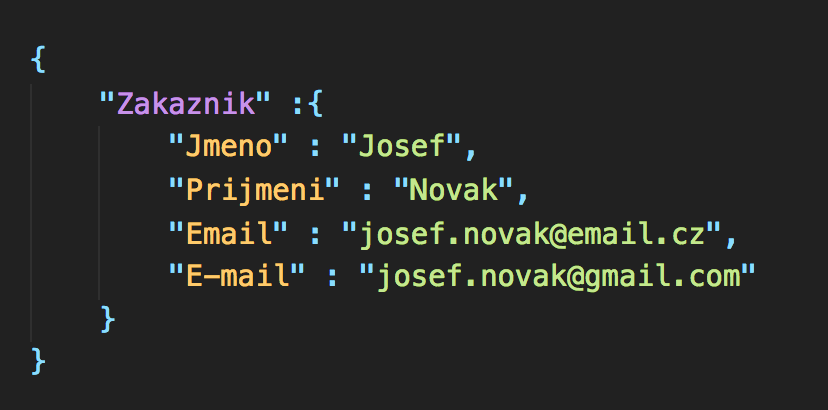 {
"Zakaznik" :{
"Jmeno" : "Josef",
"Prijmeni" : "Novak",
"Email" : "josef.novak@email.cz",
"E-mail" : "josef.novak@gmail.com"
}
}